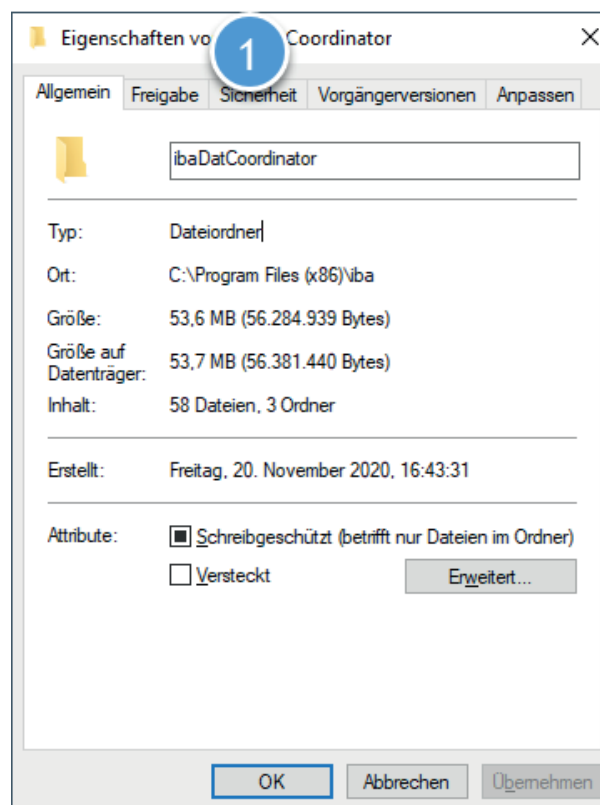 Eigenschaften vo Coordinator
1
Allgemein Freigabe Sicherheit Vorgängerversionen Anpassen
ibaDatCoordinator
Typ: Dateiordner
Ort: C:\Program Files (x86)\iba
Größe: 53,6 MB (56.284.939 Bytes)
Größe auf
Datenträger: 53,7 MB (56.381.440 Bytes)
Inhalt: 58 Dateien, 3 Ordner
Erstellt: Freitag, 20. November 2020, 16:43:31
Attribute: Schreibgeschützt (betrifft nur Dateien im Ordner)
Versteckt Erweitert...
OK Abbrechen Übernehmen